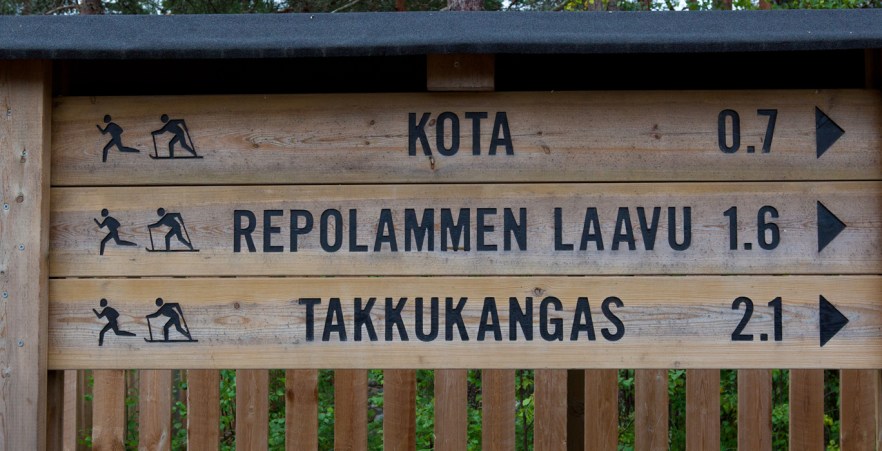 KOTA 0.7
REPOLAMMEN LAAVU 1.6
TAKKUKANGAS 2.1